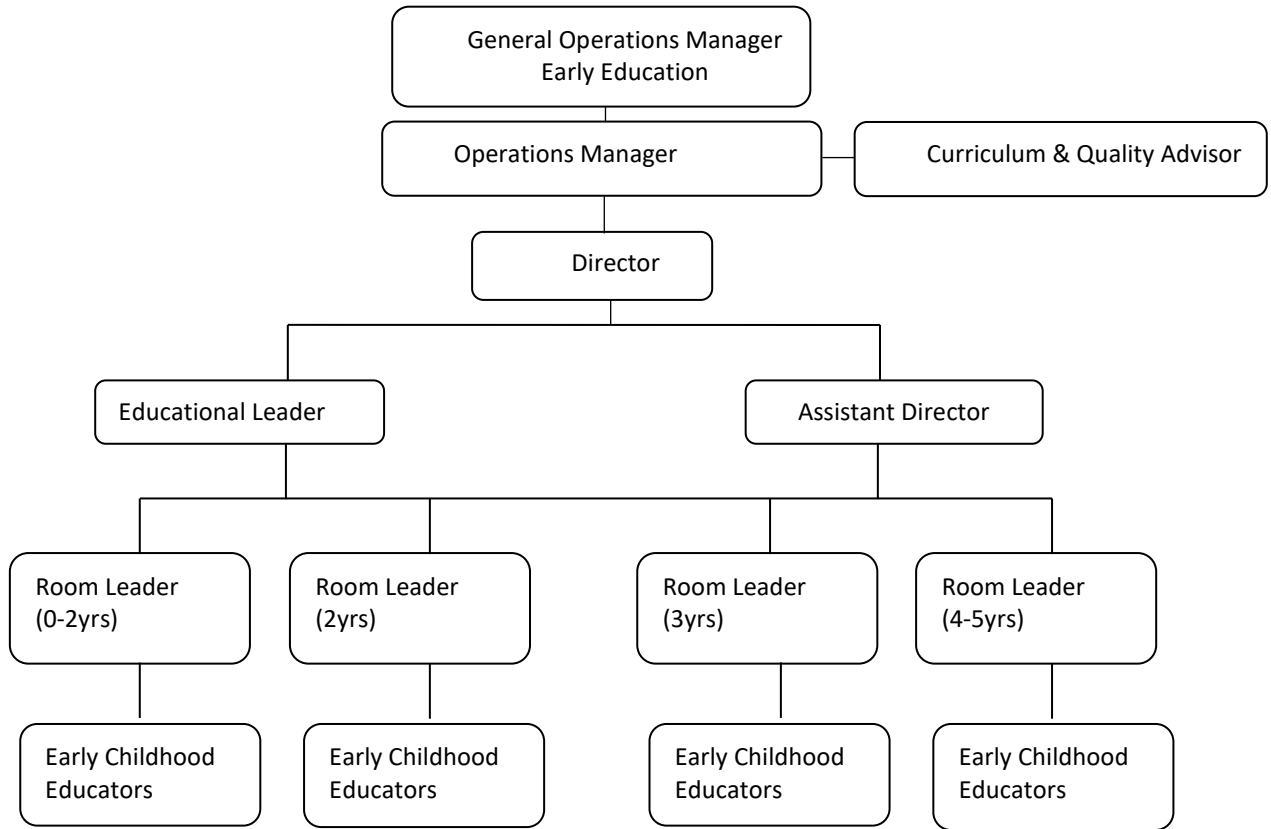 General Operations Manager
Early Education
Operations Manager
Curriculum & Quality Advisor
Director
Educational Leader
Assistant Director
Room Leader
(0-2yrs)
Room Leader
(2yrs)
Room Leader
(3yrs)
Room Leader
(4-5yrs)
Early Childhood
Educators
Early Childhood
Educators
Early Childhood
Educators
Early Childhood
Educators